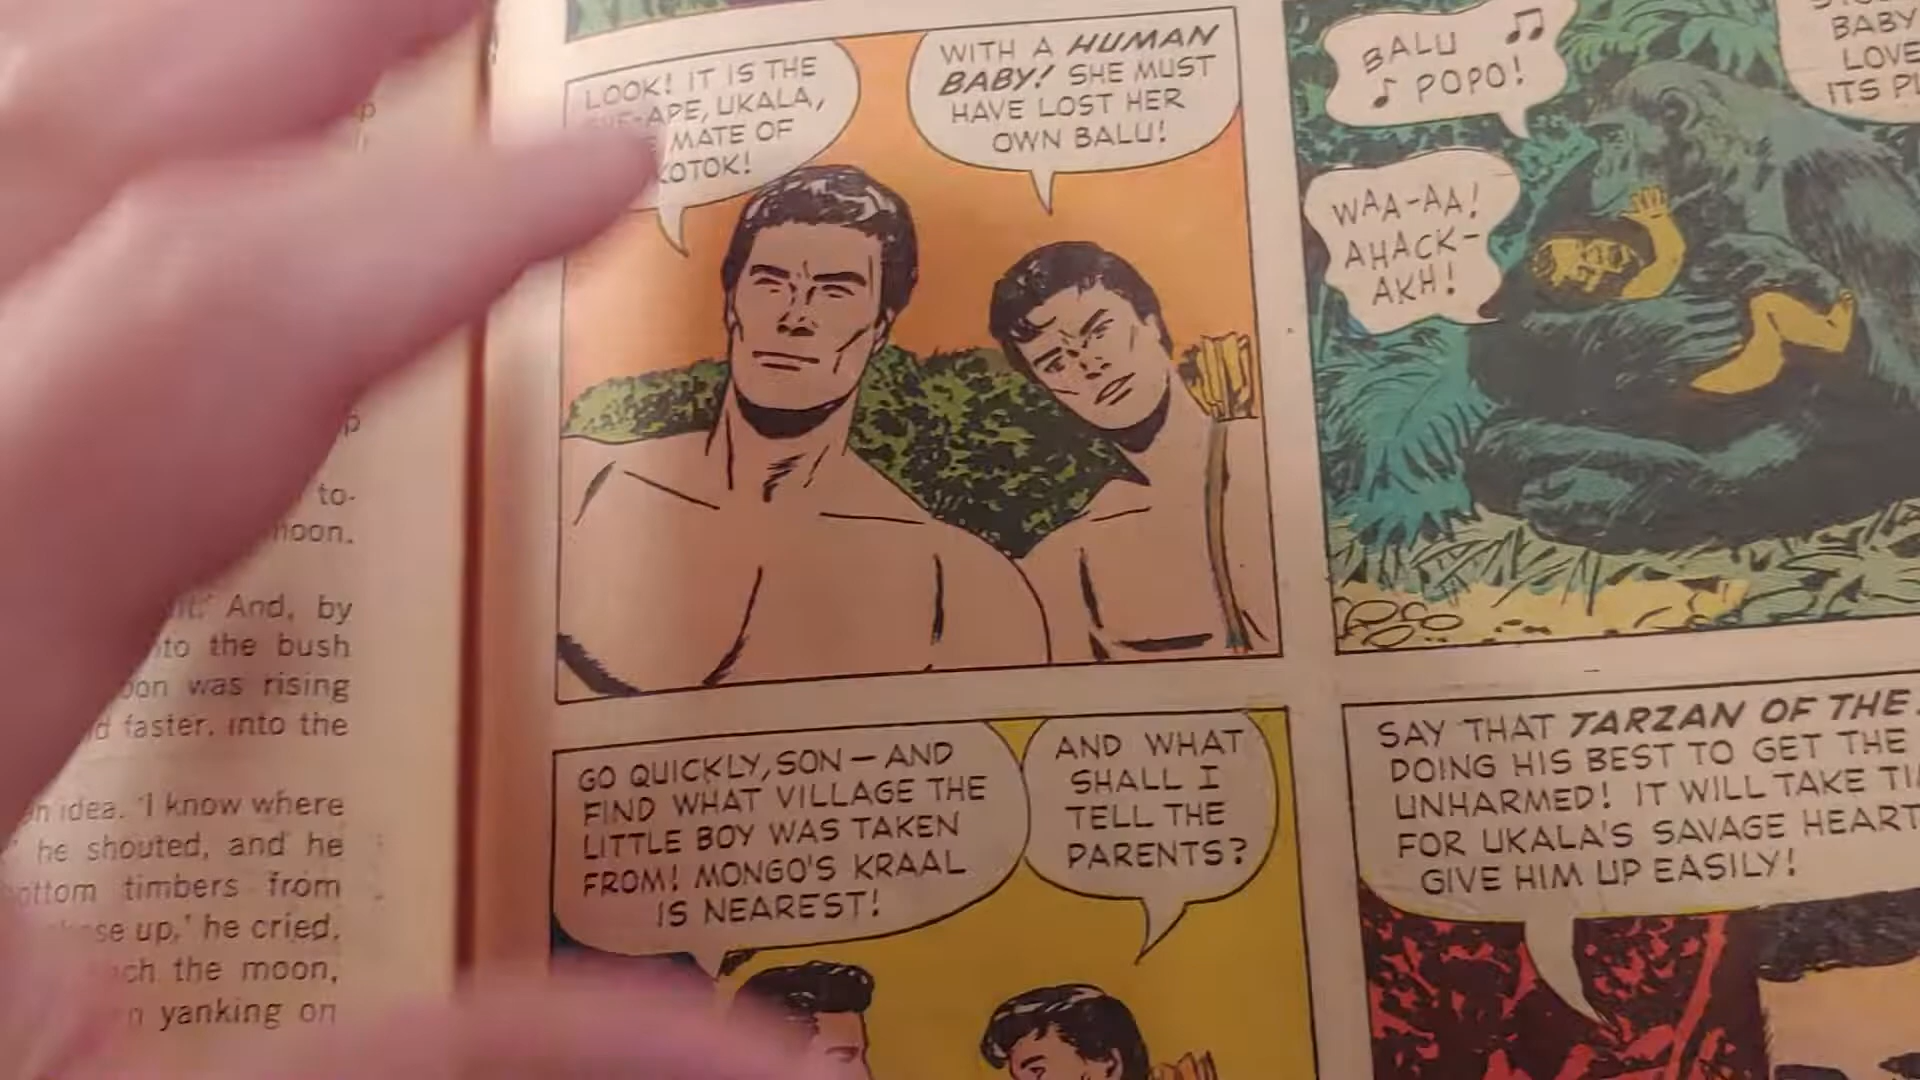 to-
moon.
And, by
to the bush
was rising
faster, into the
idea. 'I know where
he shouted, and he
timbers from
up,' he cried,
the moon,
yanking on
LOOK! IT IS THE
SHE-APE, UKALA,
MATE OF
KOTOK!
WITH A HUMAN
BABY! SHE MUST
HAVE LOST HER
OWN BALU!
BALU ♫
♪ POPO!
WAA-AA!
AHACK-
AKH!
BABY
ITS
GO QUICKLY, SON — AND
FIND WHAT VILLAGE THE
LITTLE BOY WAS TAKEN
FROM! MONGO'S KRAAL
IS NEAREST!
AND WHAT
SHALL I
TELL THE
PARENTS?
SAY THAT TARZAN OF THE
DOING HIS BEST TO GET THE
UNHARMED! IT WILL TAKE
FOR UKALA'S SAVAGE HEART
GIVE HIM UP EASILY!